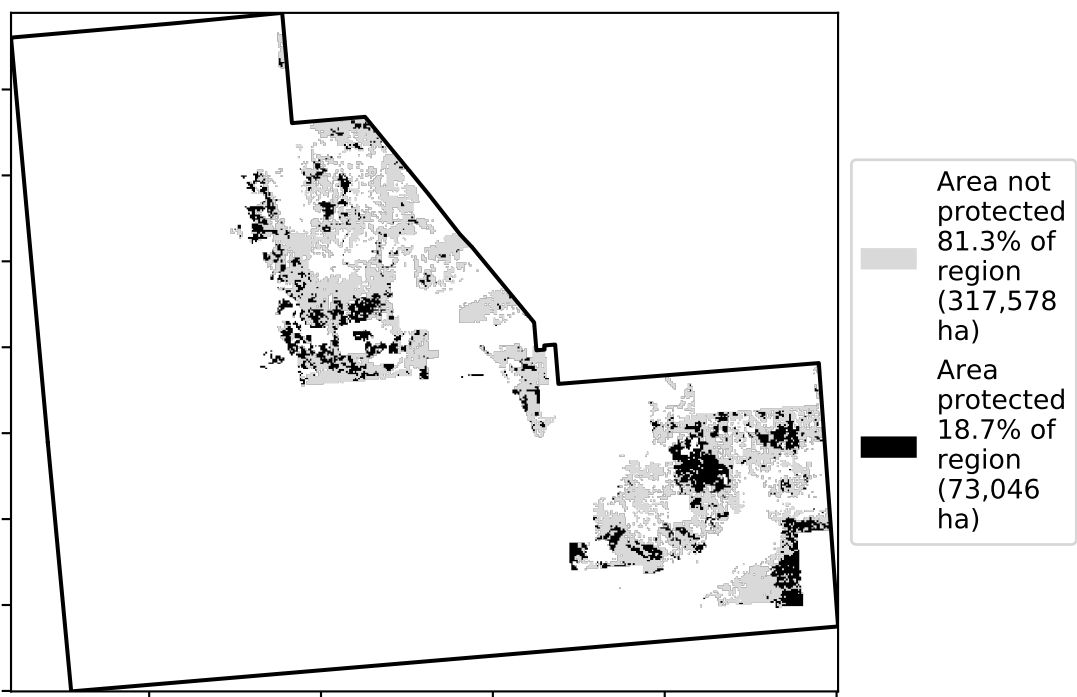 Area not
protected
81.3% of
region
(317,578
ha)
Area
protected
18.7% of
region
(73,046
ha)